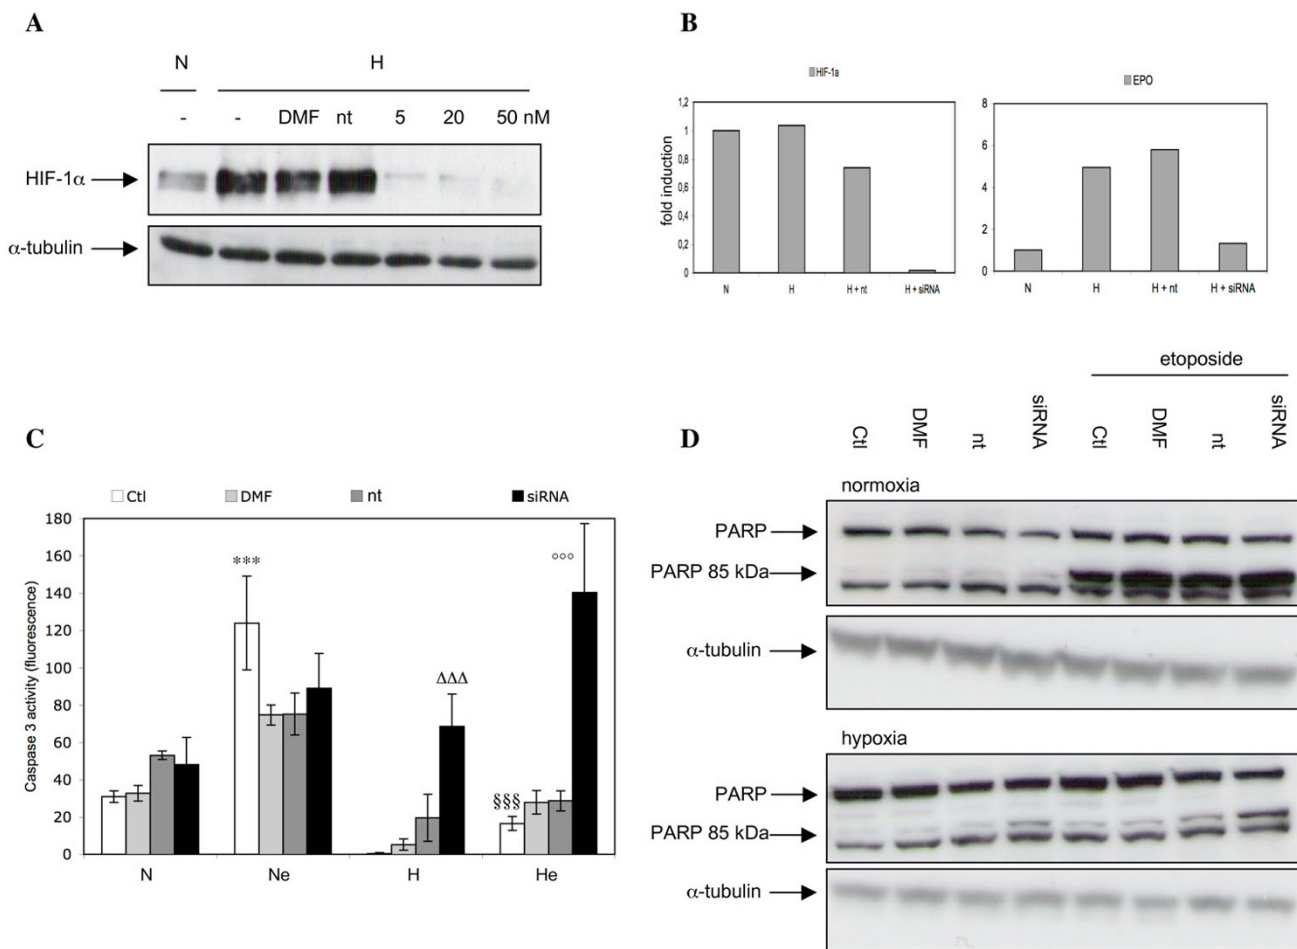 A
N H
- - DMF nt 5 20 50 nM
HIF-1α
α-tubulin
B
HIF-1a
fold induction
1,2
1
0,8
0,6
0,4
0,2
0
N H H + nt H + siRNA
EPO
8
6
4
2
0
N H H + nt H + siRNA
C
Ctl DMF nt siRNA
Caspase 3 activity (fluorescence)
180
160
140
120
100
80
60
40
20
0
***
ΔΔΔ
§§§
°°°
N Ne H He
D
etoposide
Ctl DMF nt siRNA Ctl DMF nt siRNA
normoxia
PARP
PARP 85 kDa
α-tubulin
hypoxia
PARP
PARP 85 kDa
α-tubulin